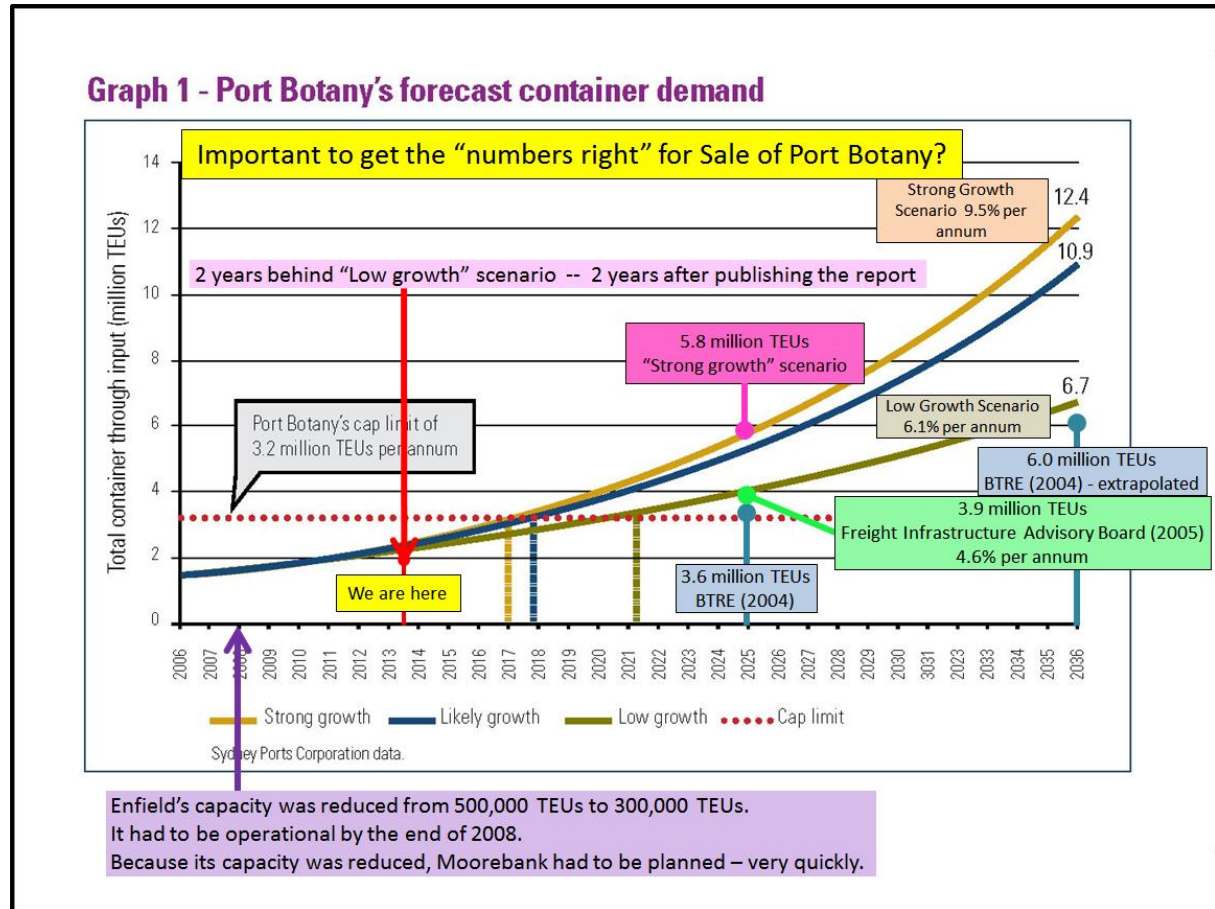 Graph 1 - Port Botany's forecast container demand
Important to get the “numbers right” for Sale of Port Botany?
Total container through input (million TEUs)
14
12
10
8
6
4
2
0
Strong Growth
Scenario 9.5% per
annum
12.4
10.9
2 years behind “Low growth” scenario -- 2 years after publishing the report
5.8 million TEUs
“Strong growth” scenario
6.7
Low Growth Scenario
6.1% per annum
Port Botany's cap limit of
3.2 million TEUs per annum
6.0 million TEUs
BTRE (2004) - extrapolated
3.9 million TEUs
Freight Infrastructure Advisory Board (2005)
4.6% per annum
3.6 million TEUs
BTRE (2004)
We are here
2006
2007
2008
2009
2010
2011
2012
2013
2014
2015
2016
2017
2018
2019
2020
2021
2022
2023
2024
2025
2026
2027
2028
2029
2030
2031
2023
2033
2034
2035
2036
Strong growth
Likely growth
Low growth
Cap limit
Sydney Ports Corporation data.
Enfield’s capacity was reduced from 500,000 TEUs to 300,000 TEUs.
It had to be operational by the end of 2008.
Because its capacity was reduced, Moorebank had to be planned – very quickly.